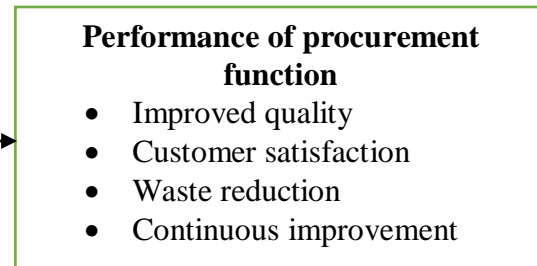 Performance of procurement
function
• Improved quality
• Customer satisfaction
• Waste reduction
• Continuous improvement